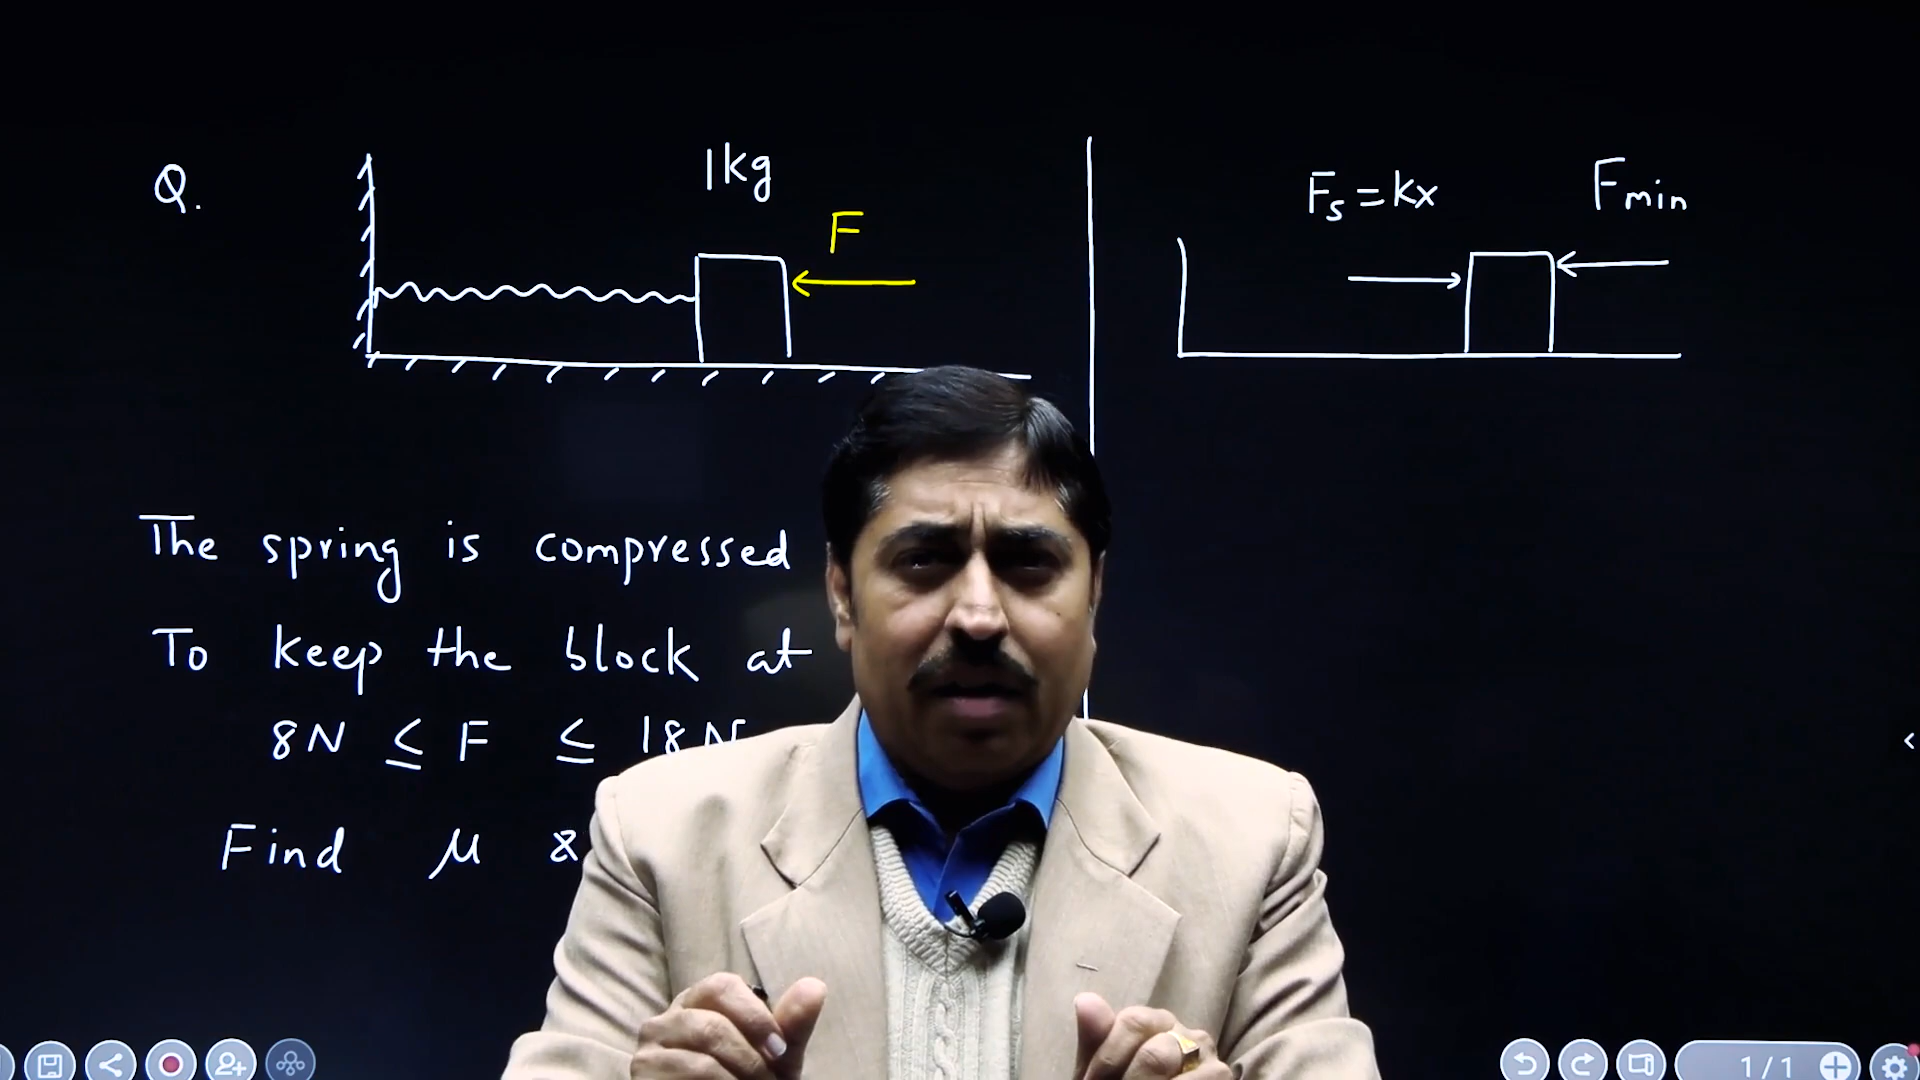 Q.
1kg
F
The spring is compressed
To keep the block at
8N ≤ F ≤ 18N
Find μ &
Fs = kx
Fmin
1/1